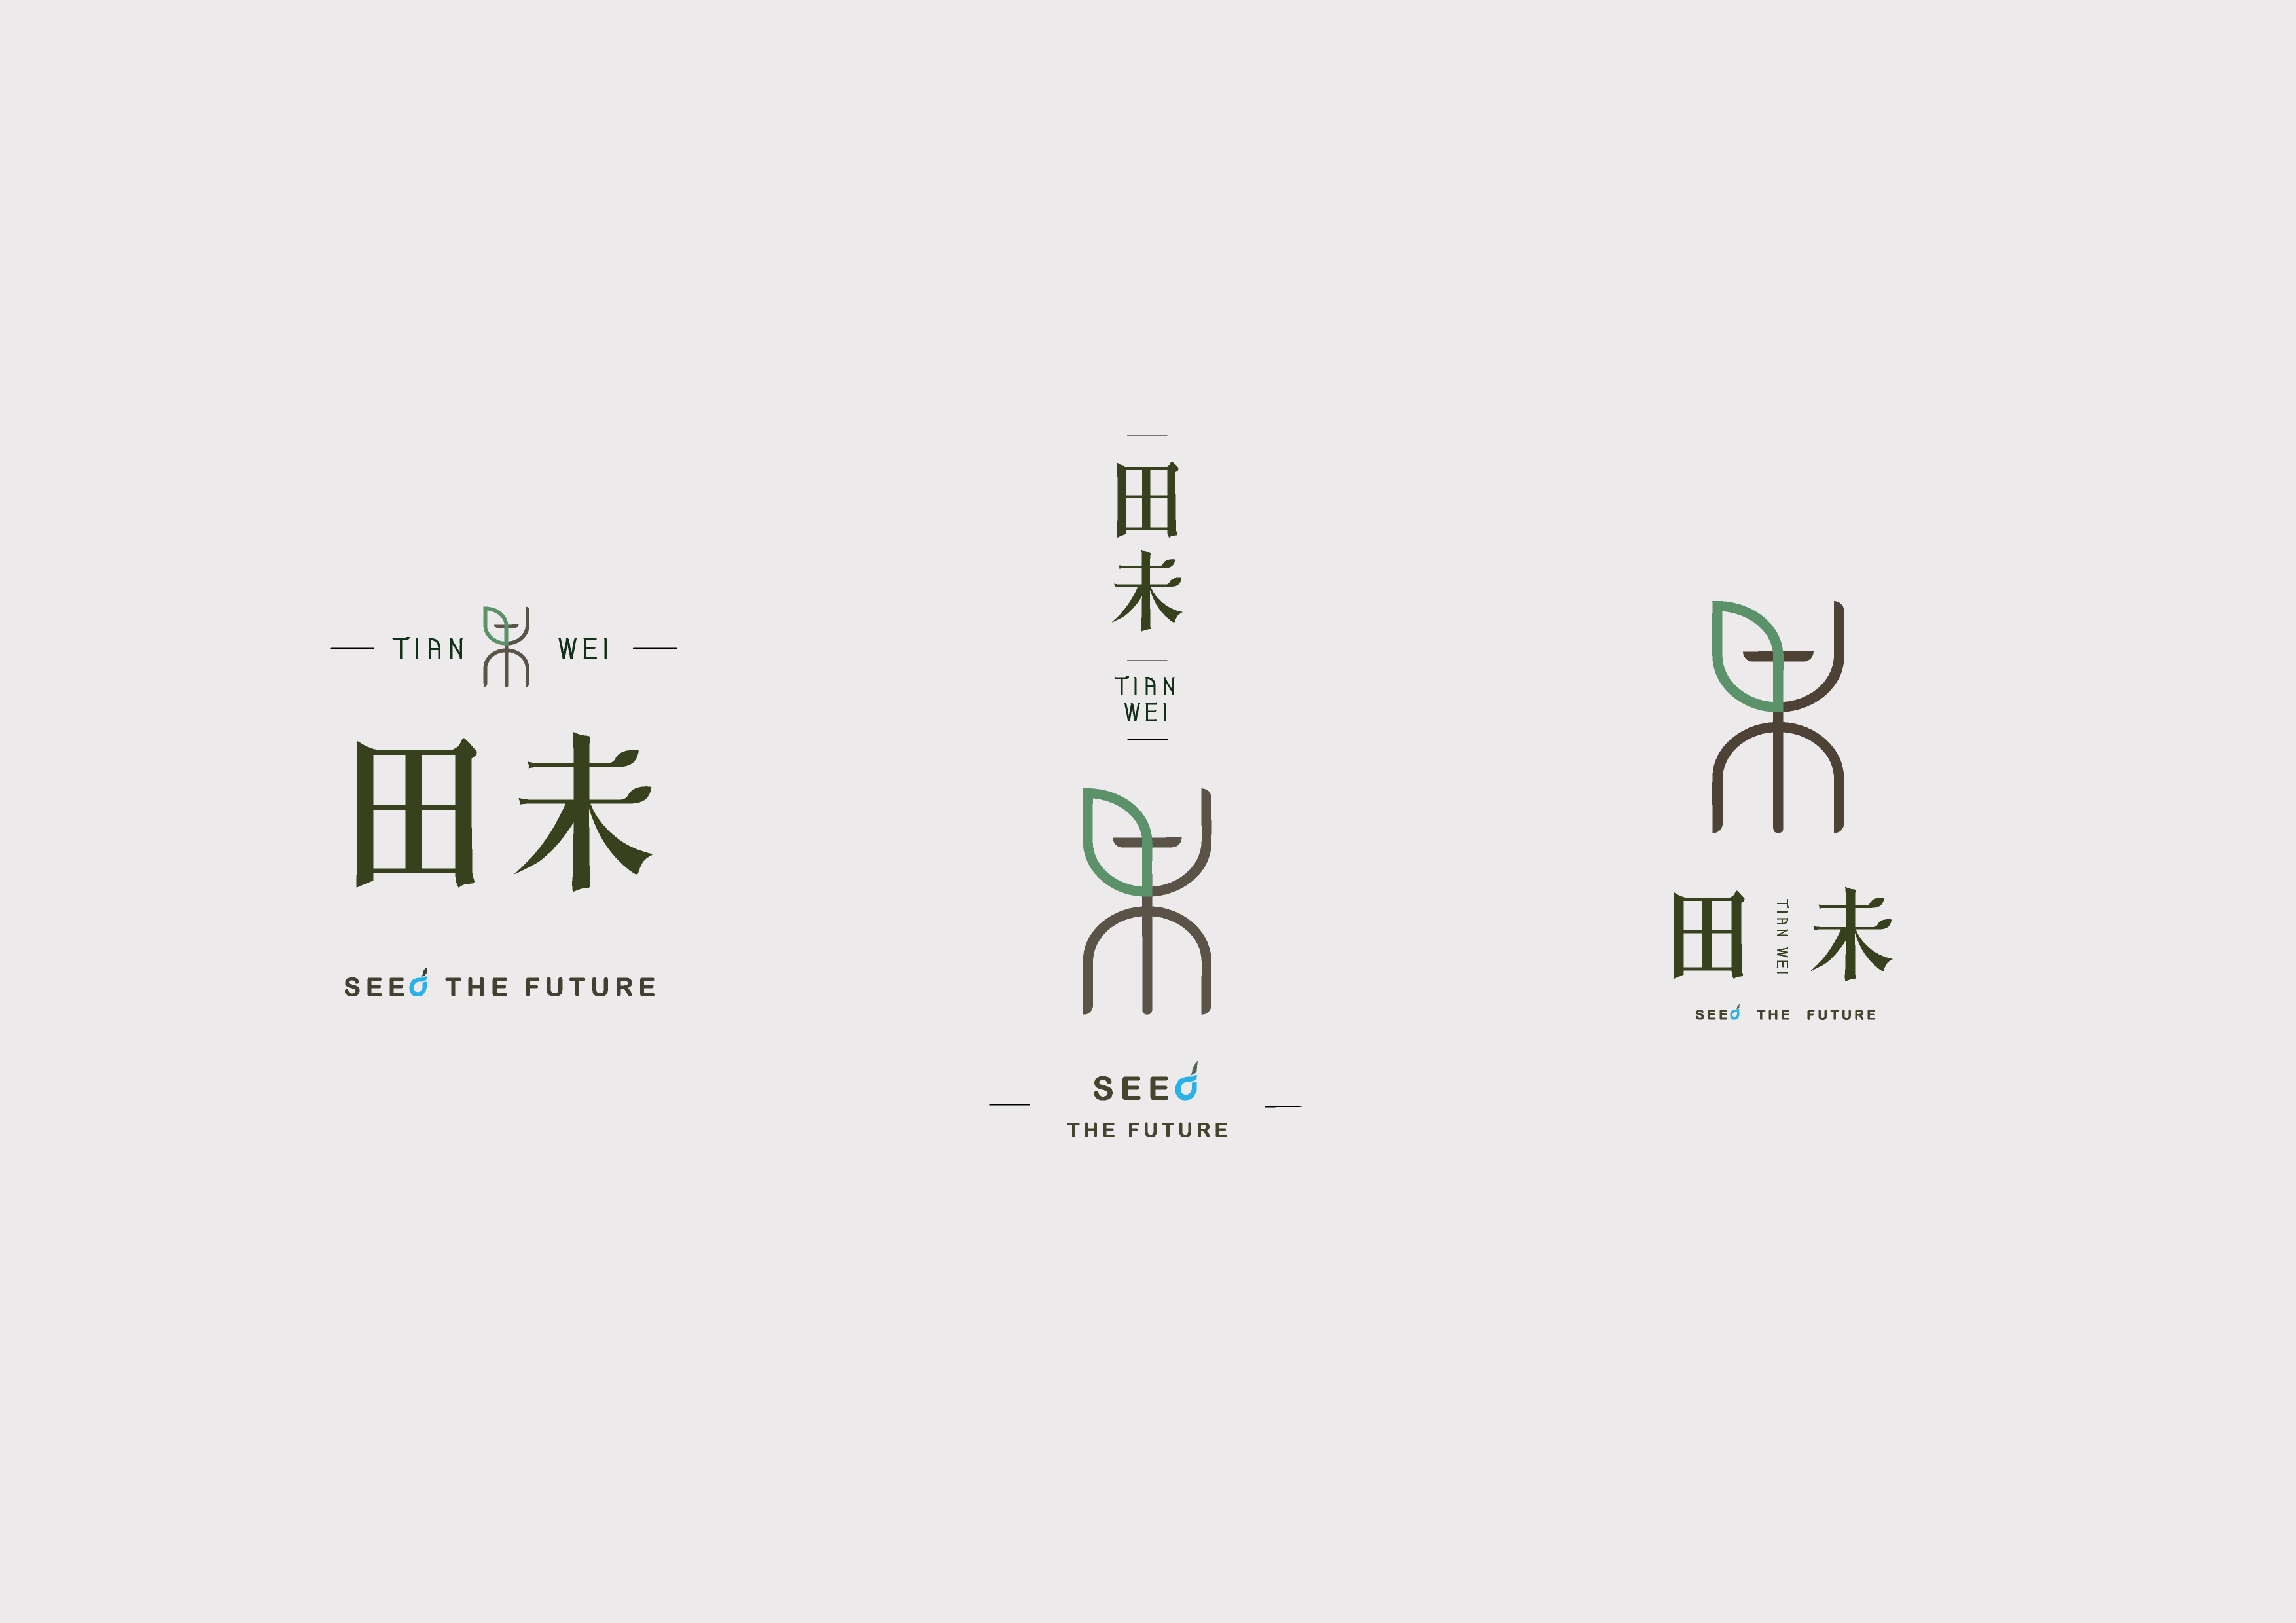 TIAN WEI
田未
SEEd THE FUTURE
田
未
TIAN
WEI
SEEd
THE FUTURE
田未
TIAN WEI
SEEd THE FUTURE